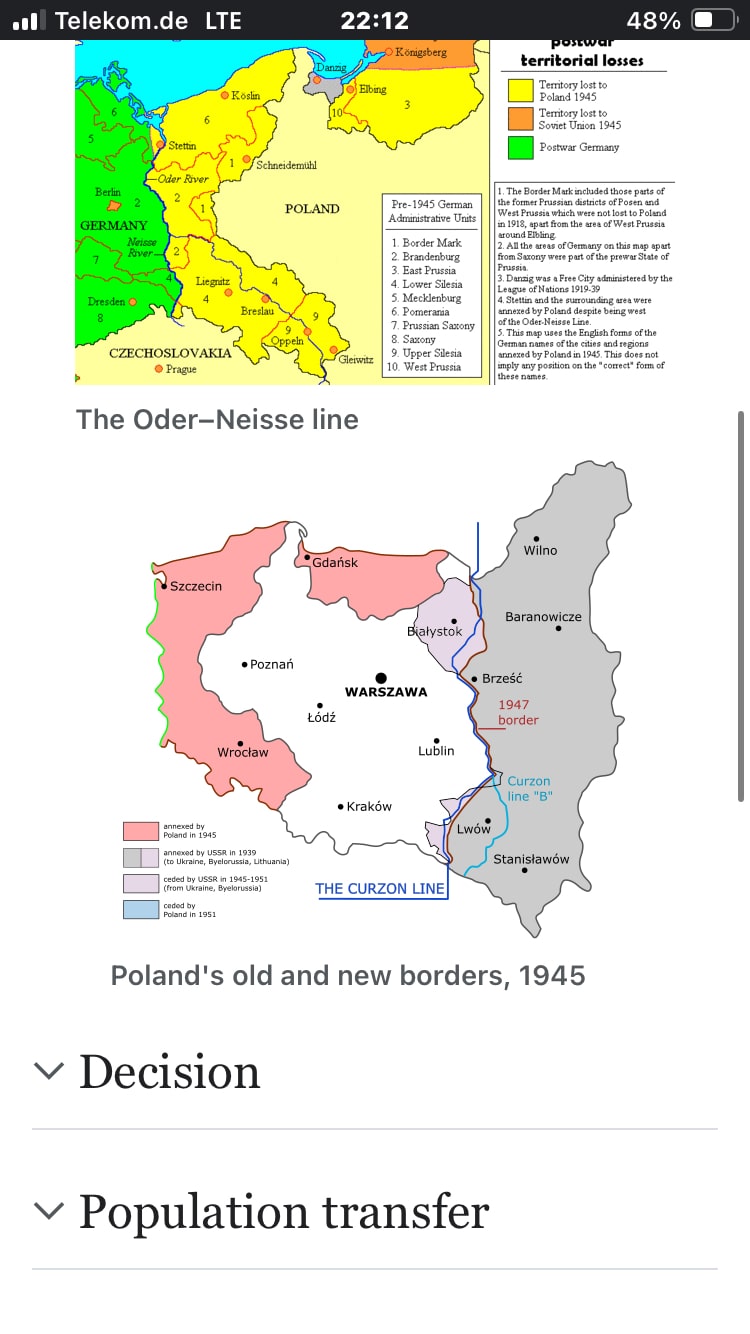 Telekom.de LTE 22:12 48%
postwar
territorial losses
Territory lost to
Poland 1945
Territory lost to
Soviet Union 1945
Postwar Germany
Königsberg
Danzig
Elbing
Köslin
3
10
6
6
5
Stettin
1
Schneidemühl
Oder River
Berlin
2
2
1
POLAND
GERMANY
Neisse
River
2
7
4
Liegnitz
4
4
Dresden
8
Breslau
9
9
Oppeln
CZECHOSLOVAKIA
Gleiwitz
Prague
Pre-1945 German
Administrative Units
1. Border Mark
2. Brandenburg
3. East Prussia
4. Lower Silesia
5. Mecklenburg
6. Pomerania
7. Prussian Saxony
8. Saxony
9. Upper Silesia
10. West Prussia
1. The Border Mark included those parts of
the former Prussian districts of Posen and
West Prussia which were not lost to Poland
in 1918, apart from the area of West Prussia
around Elbing.
2. All the areas of Germany on this map apart
from Saxony were part of the prewar State of
Prussia.
3. Danzig was a Free City administered by the
League of Nations 1919-39
4. Stettin and the surrounding area were
annexed by Poland despite being west
of the Oder-Neisse Line.
5. This map uses the English forms of the
German names of the cities and regions
annexed by Poland in 1945. This does not
imply any position on the "correct" form of
these names.
The Oder–Neisse line
Wilno
Gdańsk
Szczecin
Baranowicze
Białystok
Poznań
Brześć
WARSZAWA
1947
border
Łódź
Wrocław
Lublin
Curzon
line "B"
Kraków
Lwów
Stanisławów
THE CURZON LINE
annexed by
Poland in 1945
annexed by USSR in 1939
(to Ukraine, Byelorussia, Lithuania)
ceded by USSR in 1945-1951
(from Ukraine, Byelorussia)
ceded by
Poland in 1951
Poland's old and new borders, 1945
Decision
Population transfer